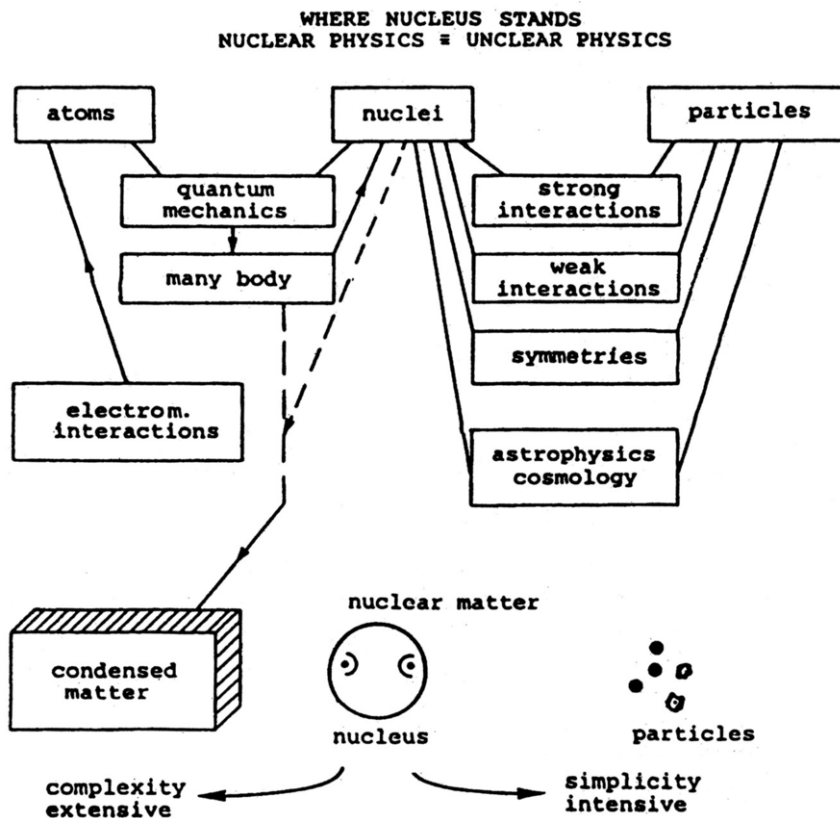 WHERE NUCLEUS STANDS
NUCLEAR PHYSICS ≡ UNCLEAR PHYSICS
atoms
nuclei
particles
quantum
mechanics
strong
interactions
many body
weak
interactions
symmetries
electrom.
interactions
astrophysics
cosmology
nuclear matter
condensed
matter
nucleus
particles
complexity
extensive
simplicity
intensive